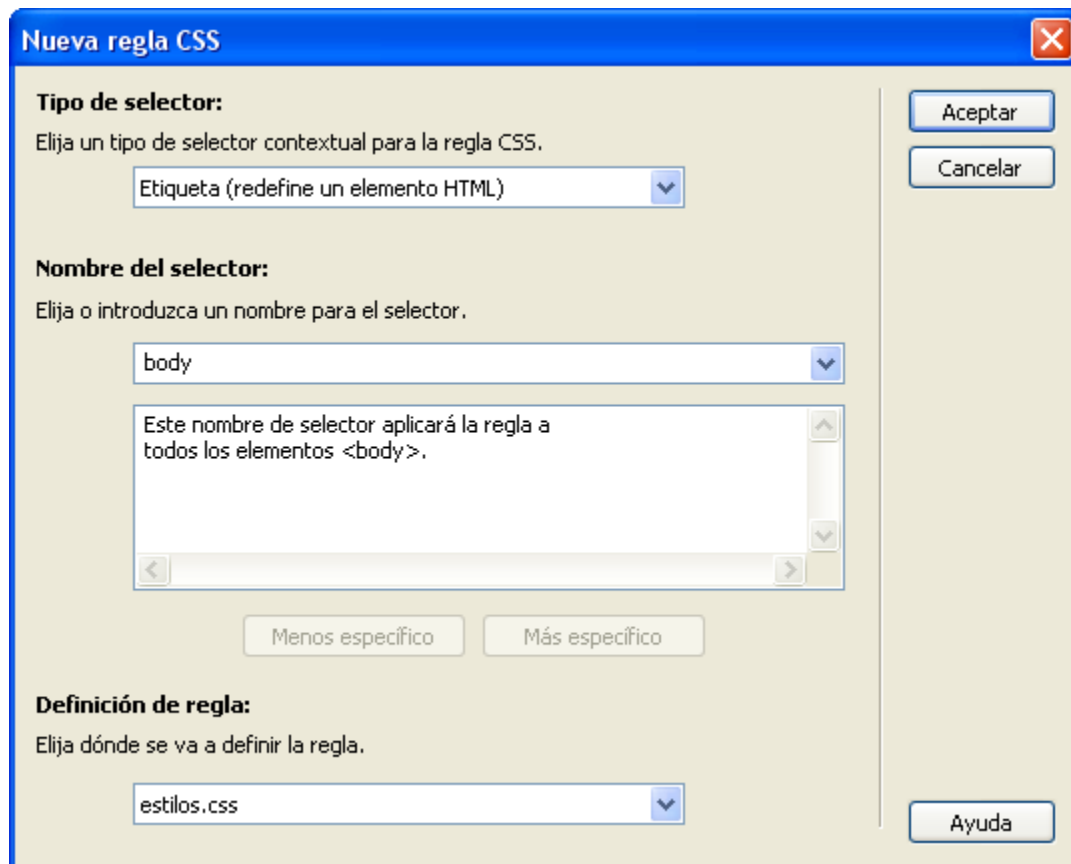 Nueva regla CSS
Tipo de selector:
Elija un tipo de selector contextual para la regla CSS.
Etiqueta (redefine un elemento HTML)
Nombre del selector:
Elija o introduzca un nombre para el selector.
body
Este nombre de selector aplicará la regla a
todos los elementos <body>.
Menos específico
Más específico
Definición de regla:
Elija dónde se va a definir la regla.
estilos.css
Aceptar
Cancelar
Ayuda